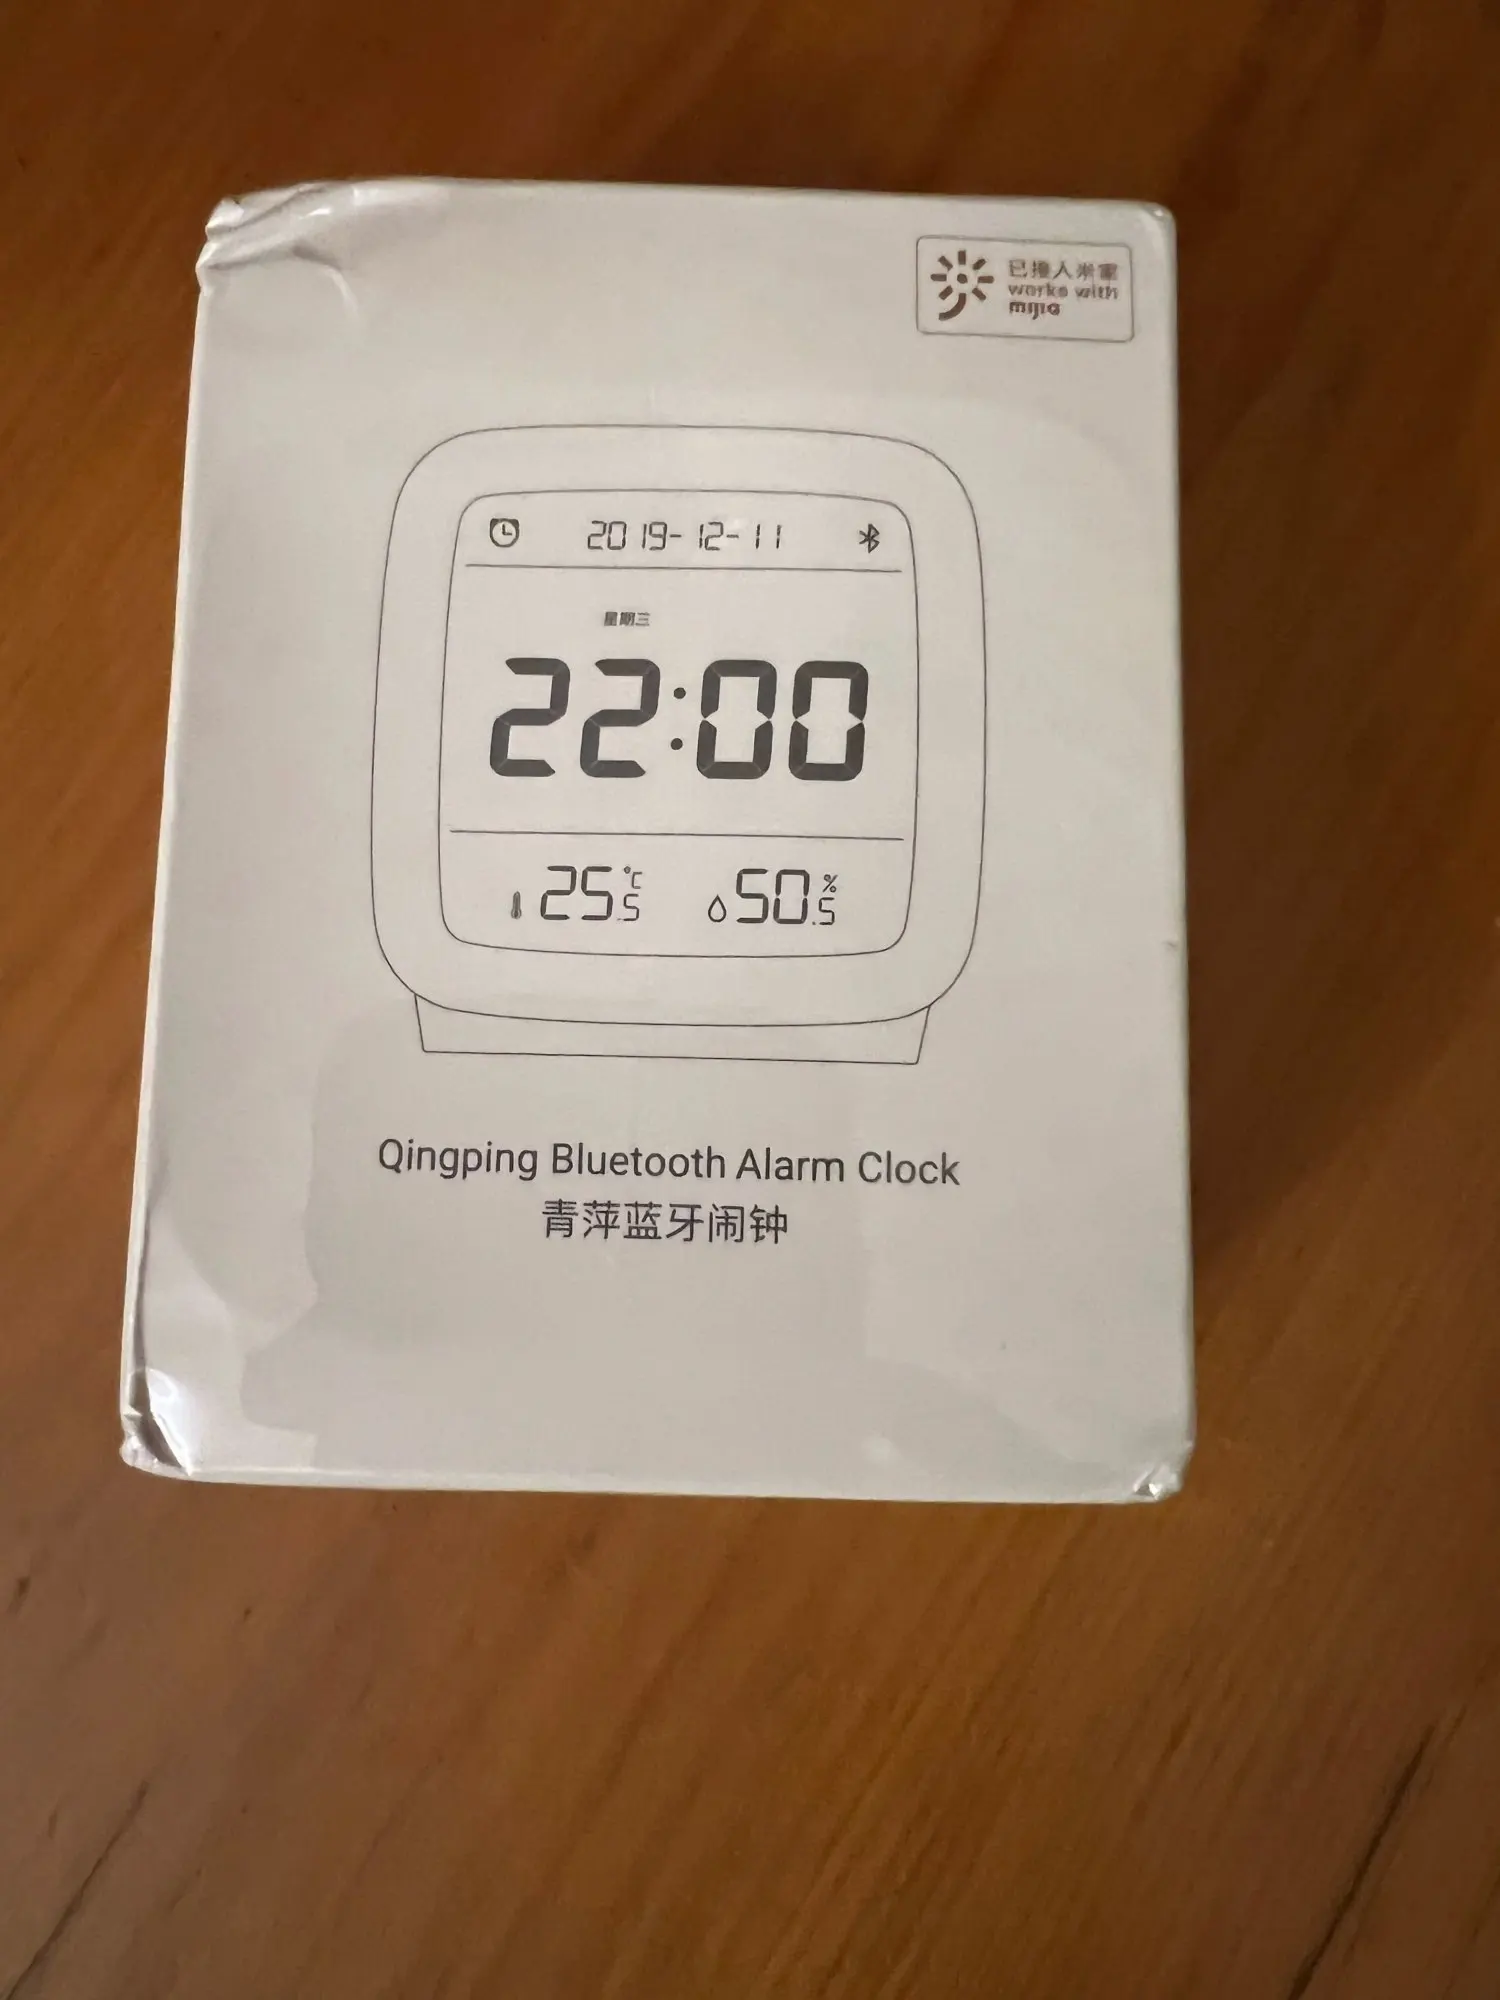 已接入米家
works with
mijia
2019-12-11
星期三
22:00
25.5℃ 50.5%
Qingping Bluetooth Alarm Clock
青萍蓝牙闹钟